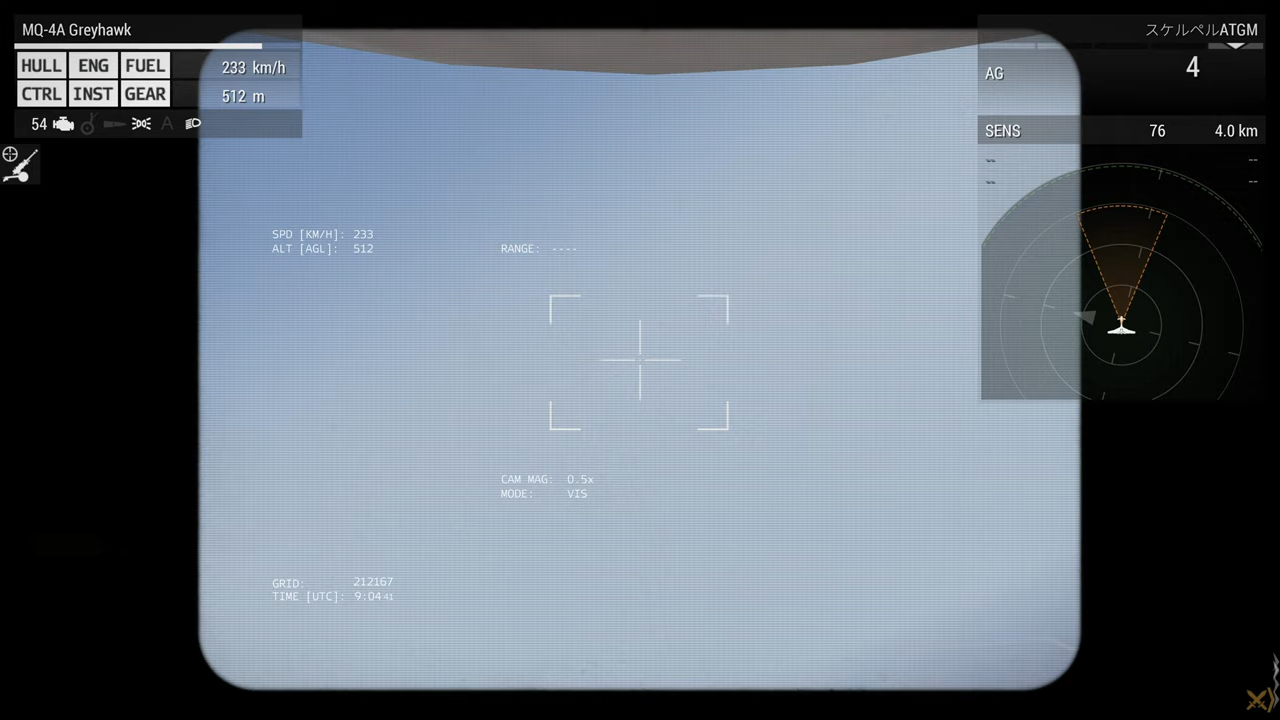 MQ-4A Greyhawk
HULL ENG FUEL 233 km/h
CTRL INST GEAR 512 m
54 A
スケルペルATGM
AG 4
SENS 76 4.0 km
-- --
-- --
SPD [KM/H]: 233
ALT [AGL]: 512
RANGE: ----
CAM MAG: 0.5x
MODE: VIS
GRID: 212167
TIME [UTC]: 9:04 41